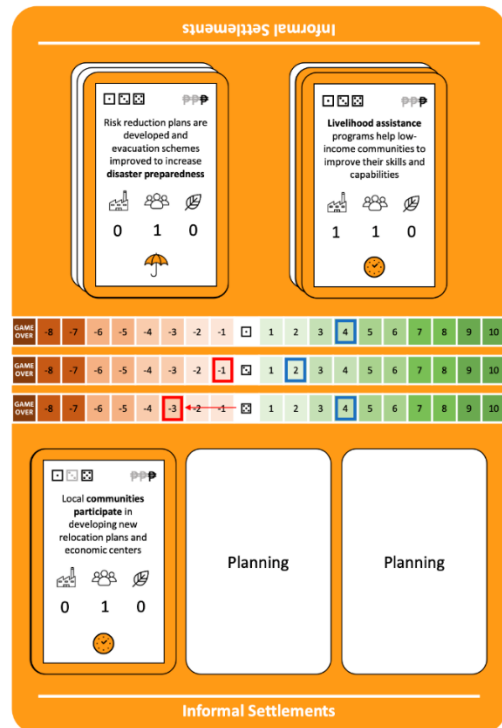 Informal Settlements
₱₱₱
Risk reduction plans are
developed and
evacuation schemes
improved to increase
disaster preparedness
0 1 0
₱₱₱
Livelihood assistance
programs help low-
income communities to
improve their skills and
capabilities
1 1 0
GAME OVER -8 -7 -6 -5 -4 -3 -2 -1 1 2 3 4 5 6 7 8 9 10
GAME OVER -8 -7 -6 -5 -4 -3 -2 -1 1 2 3 4 5 6 7 8 9 10
GAME OVER -8 -7 -6 -5 -4 -3 -2 -1 1 2 3 4 5 6 7 8 9 10
₱₱₱
Local communities
participate in
developing new
relocation plans and
economic centers
0 1 0
Planning
Planning
Informal Settlements